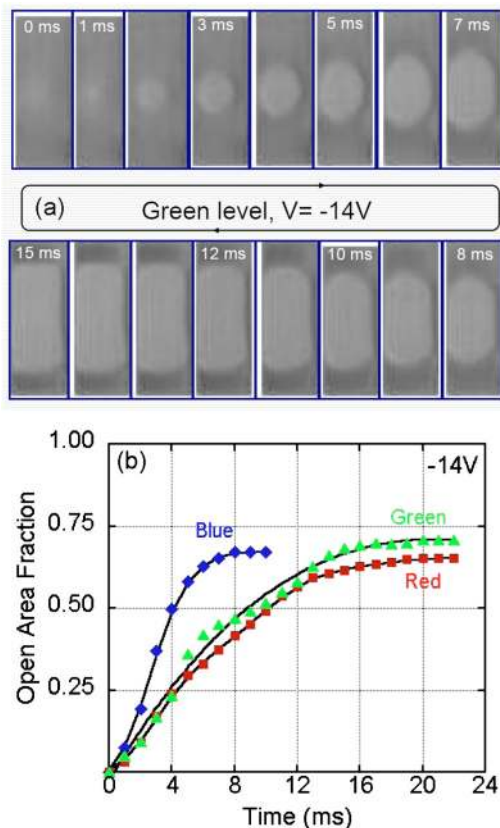 0 ms 1 ms 3 ms 5 ms 7 ms
(a) Green level, V= -14V
15 ms 12 ms 10 ms 8 ms
(b) -14V
1.00
0.75
0.50
0.25
Blue
Green
Red
Open Area Fraction
0 4 8 12 16 20 24
Time (ms)